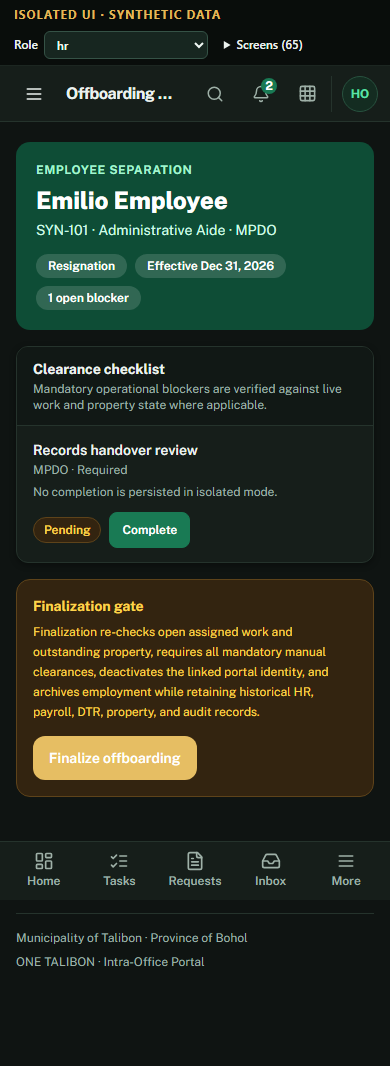 ISOLATED UI · SYNTHETIC DATA
Role hr Screens (65)
Offboarding ... 2 HO
EMPLOYEE SEPARATION
Emilio Employee
SYN-101 · Administrative Aide · MPDO
Resignation Effective Dec 31, 2026
1 open blocker
Clearance checklist
Mandatory operational blockers are verified against live
work and property state where applicable.
Records handover review
MPDO · Required
No completion is persisted in isolated mode.
Pending Complete
Finalization gate
Finalization re-checks open assigned work and
outstanding property, requires all mandatory manual
clearances, deactivates the linked portal identity, and
archives employment while retaining historical HR,
payroll, DTR, property, and audit records.
Finalize offboarding
Home Tasks Requests Inbox More
Municipality of Talibon · Province of Bohol
ONE TALIBON · Intra-Office Portal